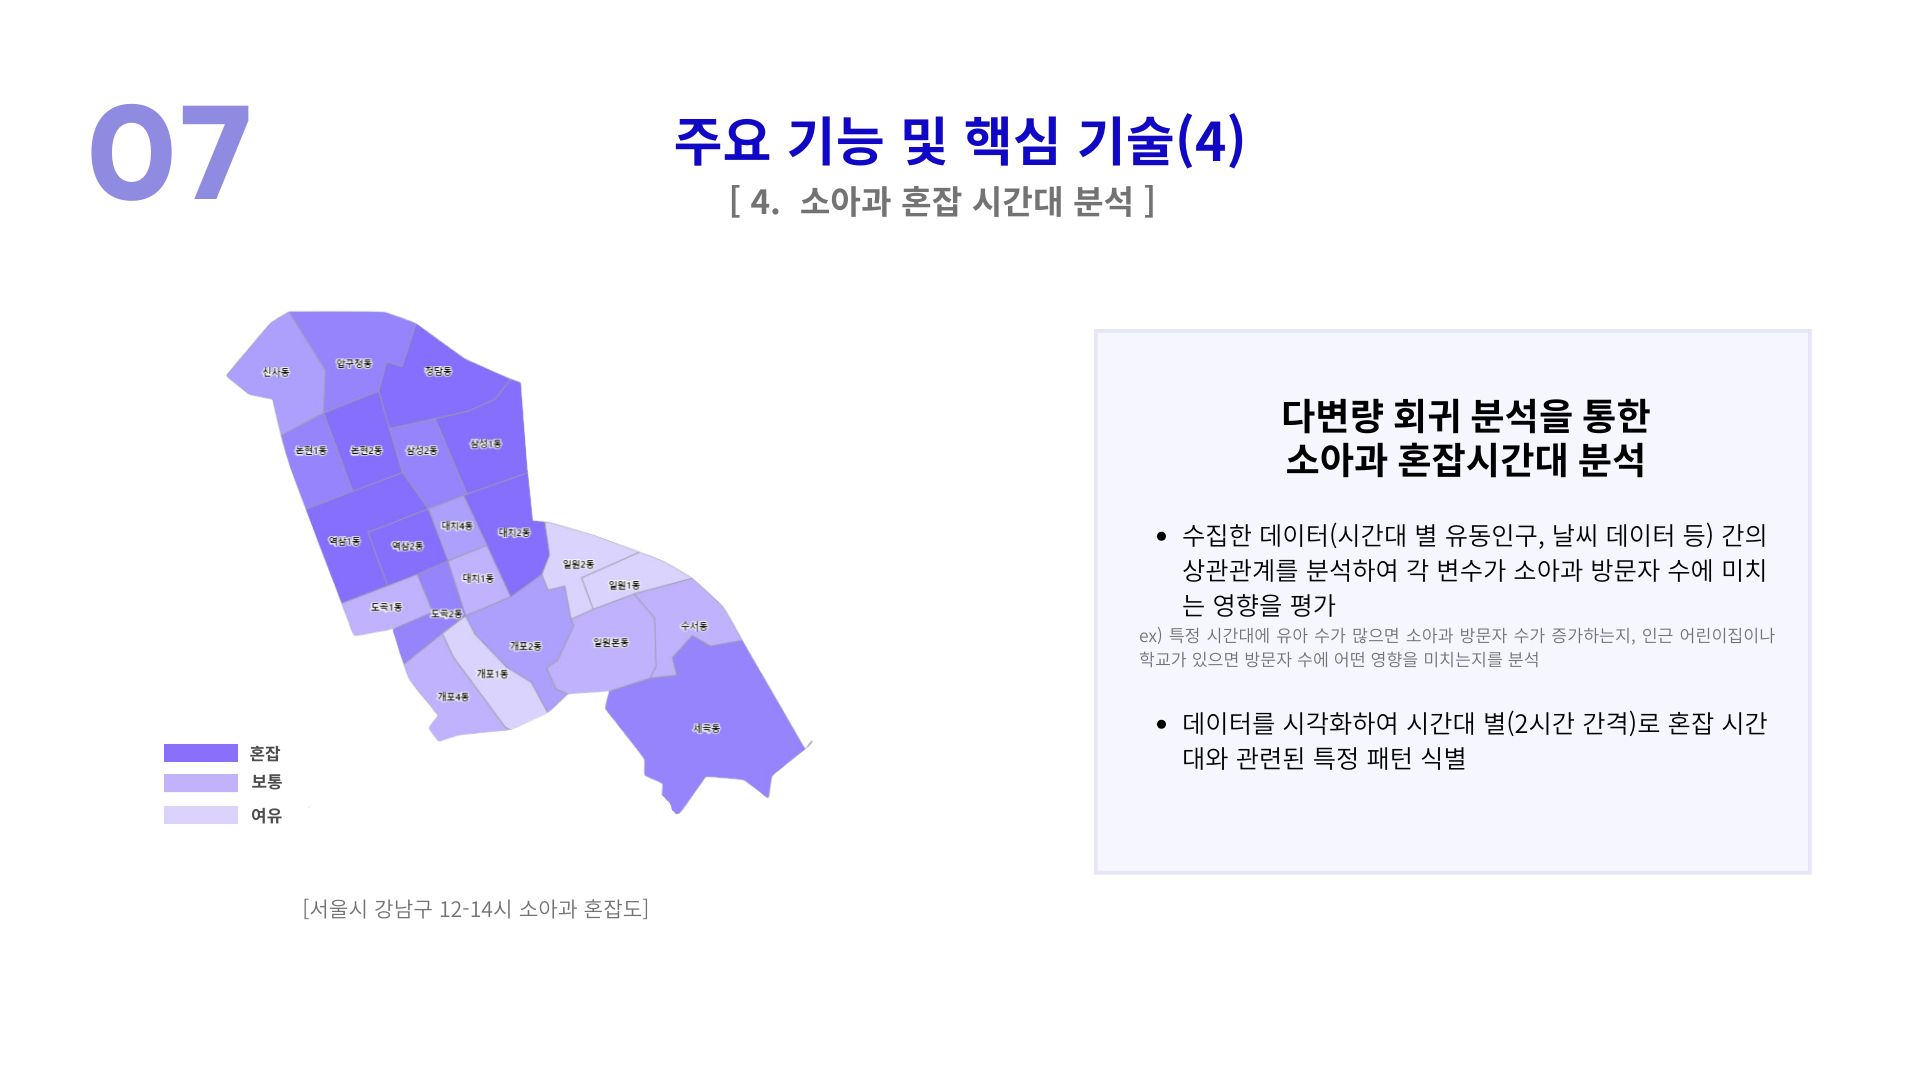 07
주요 기능 및 핵심 기술(4)
[ 4. 소아과 혼잡 시간대 분석 ]
신사동
압구정동
청담동
논현1동
논현2동
삼성2동
삼성1동
역삼1동
역삼2동
대치4동
대치2동
대치1동
도곡1동
도곡2동
일원2동
일원1동
개포2동
일원본동
수서동
개포1동
개포4동
세곡동
혼잡
보통
여유
[서울시 강남구 12-14시 소아과 혼잡도]
다변량 회귀 분석을 통한
소아과 혼잡시간대 분석
• 수집한 데이터(시간대 별 유동인구, 날씨 데이터 등) 간의
상관관계를 분석하여 각 변수가 소아과 방문자 수에 미치
는 영향을 평가
ex) 특정 시간대에 유아 수가 많으면 소아과 방문자 수가 증가하는지, 인근 어린이집이나
학교가 있으면 방문자 수에 어떤 영향을 미치는지를 분석
• 데이터를 시각화하여 시간대 별(2시간 간격)로 혼잡 시간
대와 관련된 특정 패턴 식별